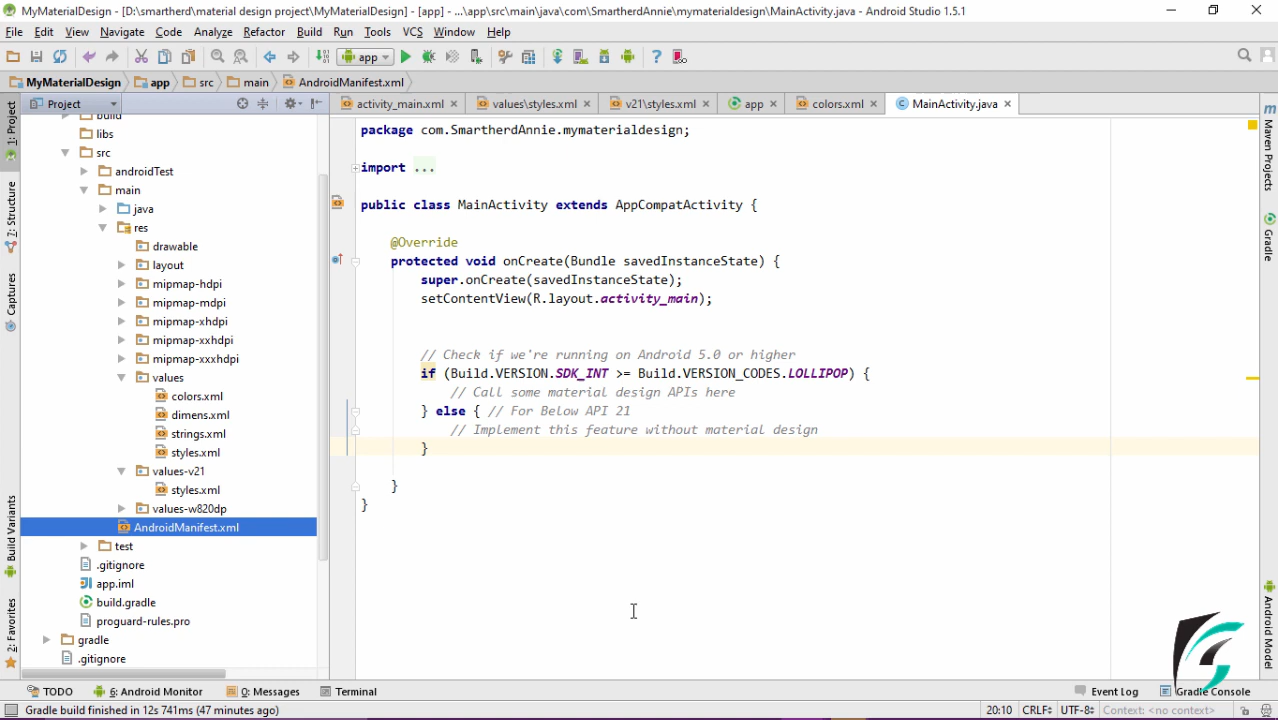 MyMaterialDesign - [D:\smartherd\material design project\MyMaterialDesign] - [app] - ...\app\src\main\java\com\SmartherdAnnie\mymaterialdesign\MainActivity.java - Android Studio 1.5.1
File Edit View Navigate Code Analyze Refactor Build Run Tools VCS Window Help
app
MyMaterialDesign app src main AndroidManifest.xml
Project
activity_main.xml values\styles.xml v21\styles.xml app colors.xml MainActivity.java
1: Project
7: Structure
Captures
Build Variants
2: Favorites
build
libs
src
androidTest
main
java
res
drawable
layout
mipmap-hdpi
mipmap-mdpi
mipmap-xhdpi
mipmap-xxhdpi
mipmap-xxxhdpi
values
colors.xml
dimens.xml
strings.xml
styles.xml
values-v21
styles.xml
values-w820dp
AndroidManifest.xml
test
.gitignore
app.iml
build.gradle
proguard-rules.pro
gradle
.gitignore
package com.SmartherdAnnie.mymaterialdesign;
import ...
public class MainActivity extends AppCompatActivity {
@Override
protected void onCreate(Bundle savedInstanceState) {
super.onCreate(savedInstanceState);
setContentView(R.layout.activity_main);
// Check if we're running on Android 5.0 or higher
if (Build.VERSION.SDK_INT >= Build.VERSION_CODES.LOLLIPOP) {
// Call some material design APIs here
} else { // For Below API 21
// Implement this feature without material design
}
}
}
Maven Projects
Gradle
Android Model
TODO 6: Android Monitor 0: Messages Terminal Event Log Gradle Console
Gradle build finished in 12s 741ms (47 minutes ago) 20:10 CRLF UTF-8 Context: <no context>